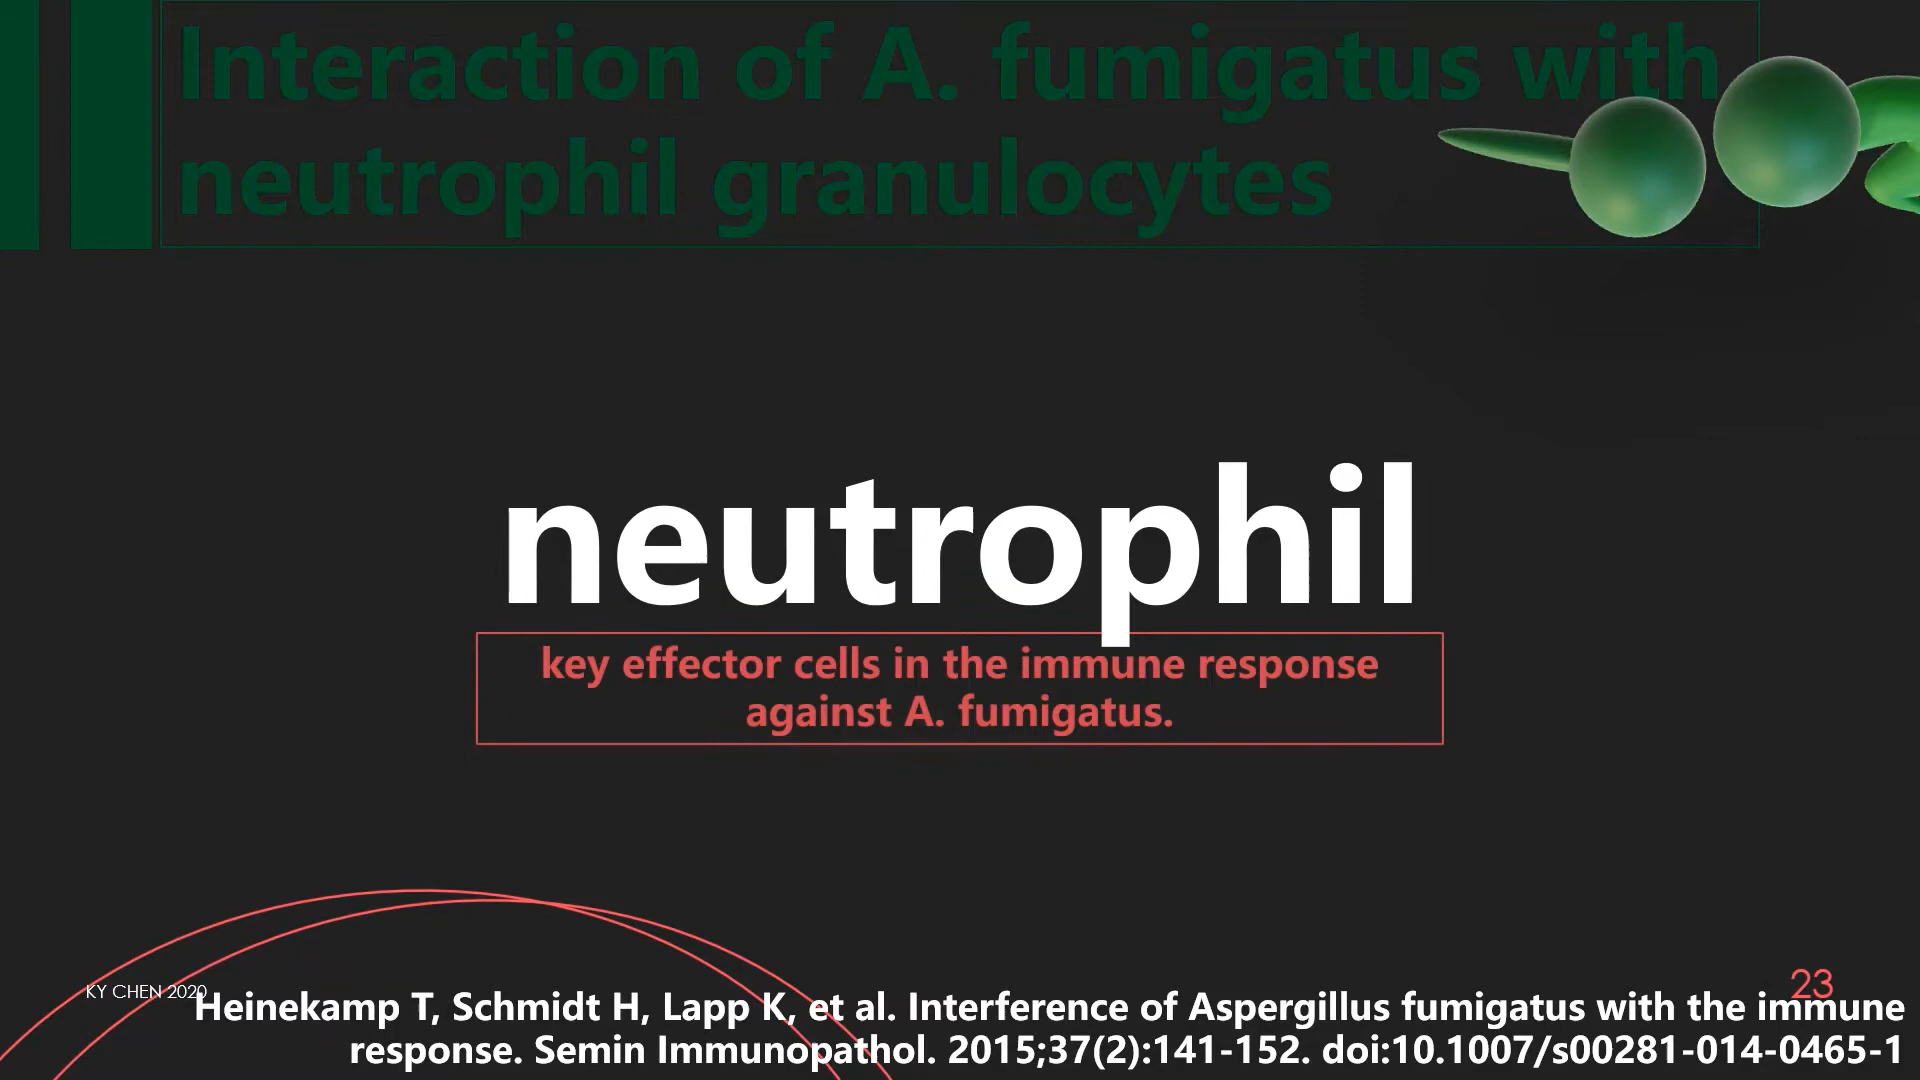 Interaction of A. fumigatus with
neutrophil granulocytes
neutrophil
key effector cells in the immune response
against A. fumigatus.
KY CHEN 2020
23
Heinekamp T, Schmidt H, Lapp K, et al. Interference of Aspergillus fumigatus with the immune
response. Semin Immunopathol. 2015;37(2):141-152. doi:10.1007/s00281-014-0465-1